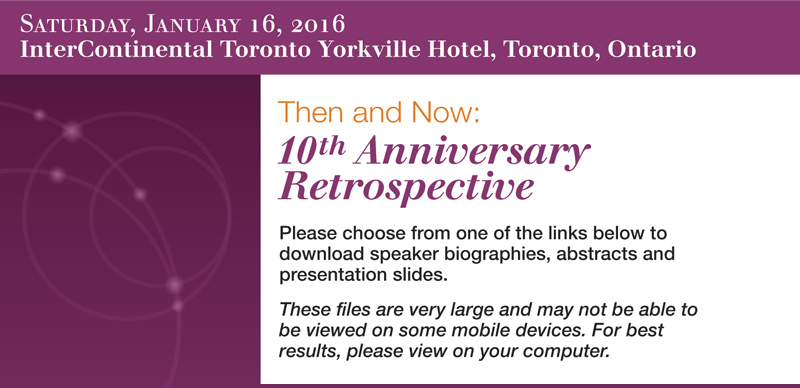 Saturday, January 16, 2016
InterContinental Toronto Yorkville Hotel, Toronto, Ontario
Then and Now:
10th Anniversary
Retrospective
Please choose from one of the links below to
download speaker biographies, abstracts and
presentation slides.
These files are very large and may not be able to
be viewed on some mobile devices. For best
results, please view on your computer.